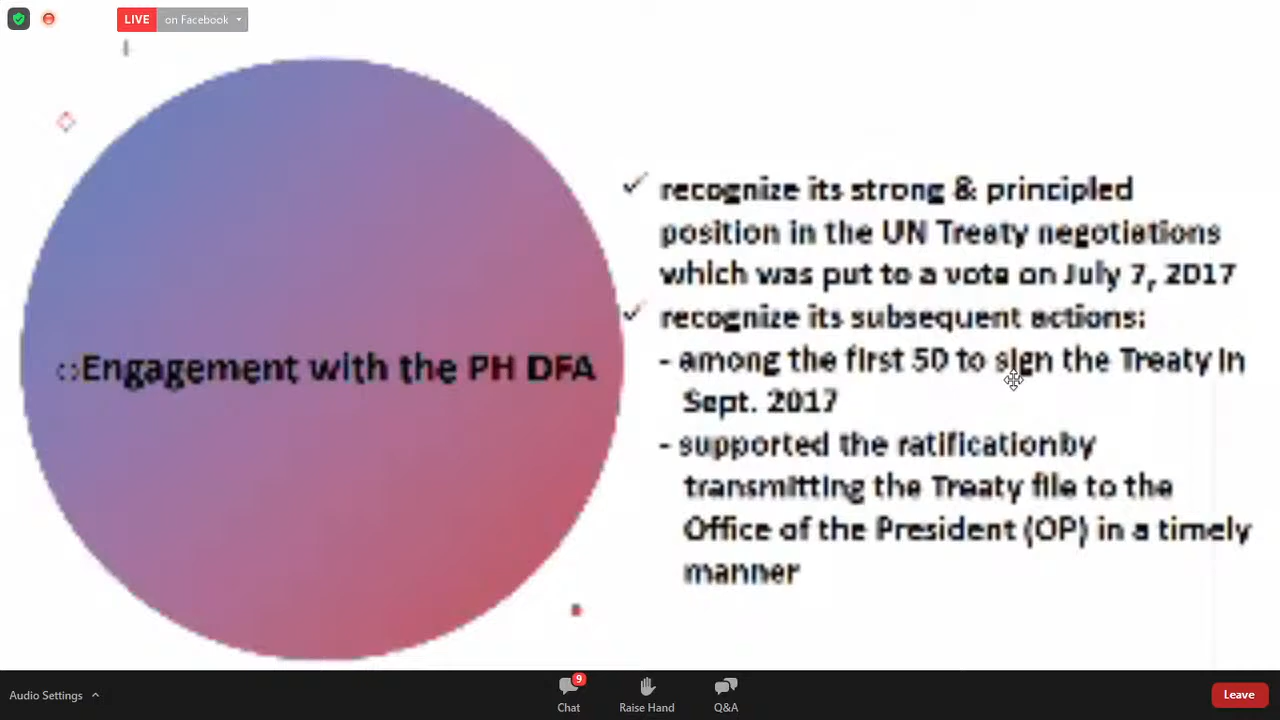 LIVE on Facebook
Engagement with the PH DFA
✓ recognize its strong & principled
position in the UN Treaty negotiations
which was put to a vote on July 7, 2017
✓ recognize its subsequent actions:
- among the first 50 to sign the Treaty in
Sept. 2017
- supported the ratificationby
transmitting the Treaty file to the
Office of the President (OP) in a timely
manner
Audio Settings
9
Chat
Raise Hand
Q&A
Leave